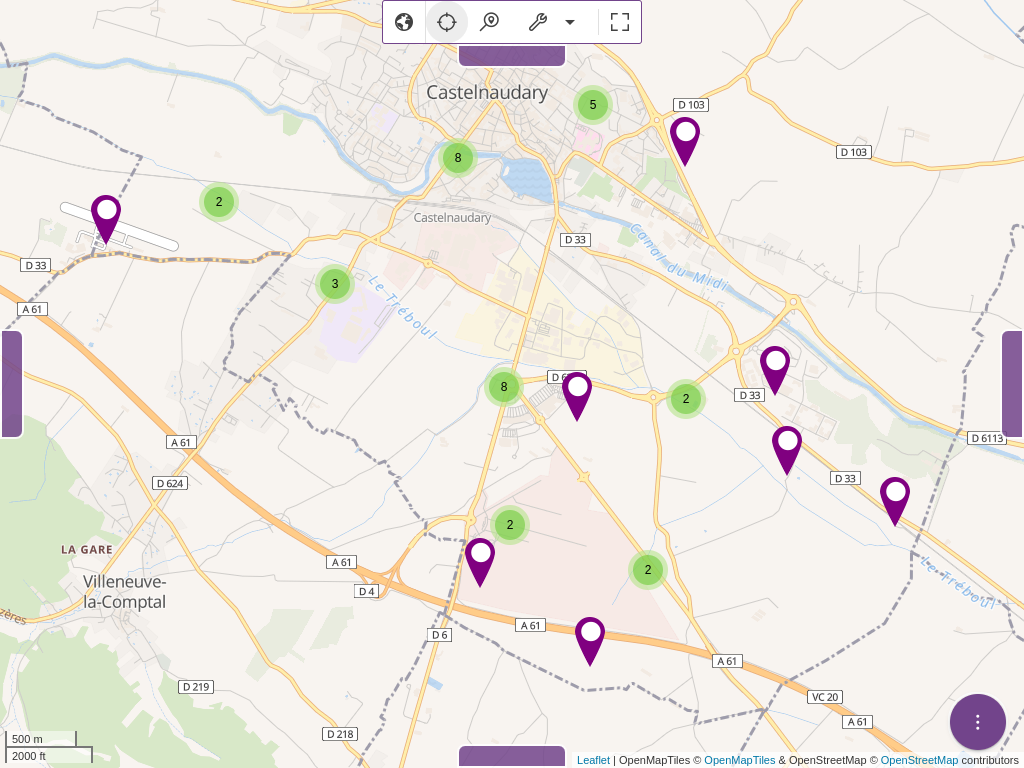 Castelnaudary
5
D 103
D 103
8
2
Castelnaudary
D 33
Canal du Midi
D 33
3
Le Tréboul
A 61
D 33
8
2
D 6113
A 61
D 624
D 33
2
LA GARE
A 61
2
Villeneuve-
la-Comptal
D 4
Le Tréboul
zères
A 61
D 6
A 61
D 219
VC 20
A 61
D 218
500 m
2000 ft
Leaflet | OpenMapTiles © OpenMapTiles & OpenStreetMap © OpenStreetMap contributors